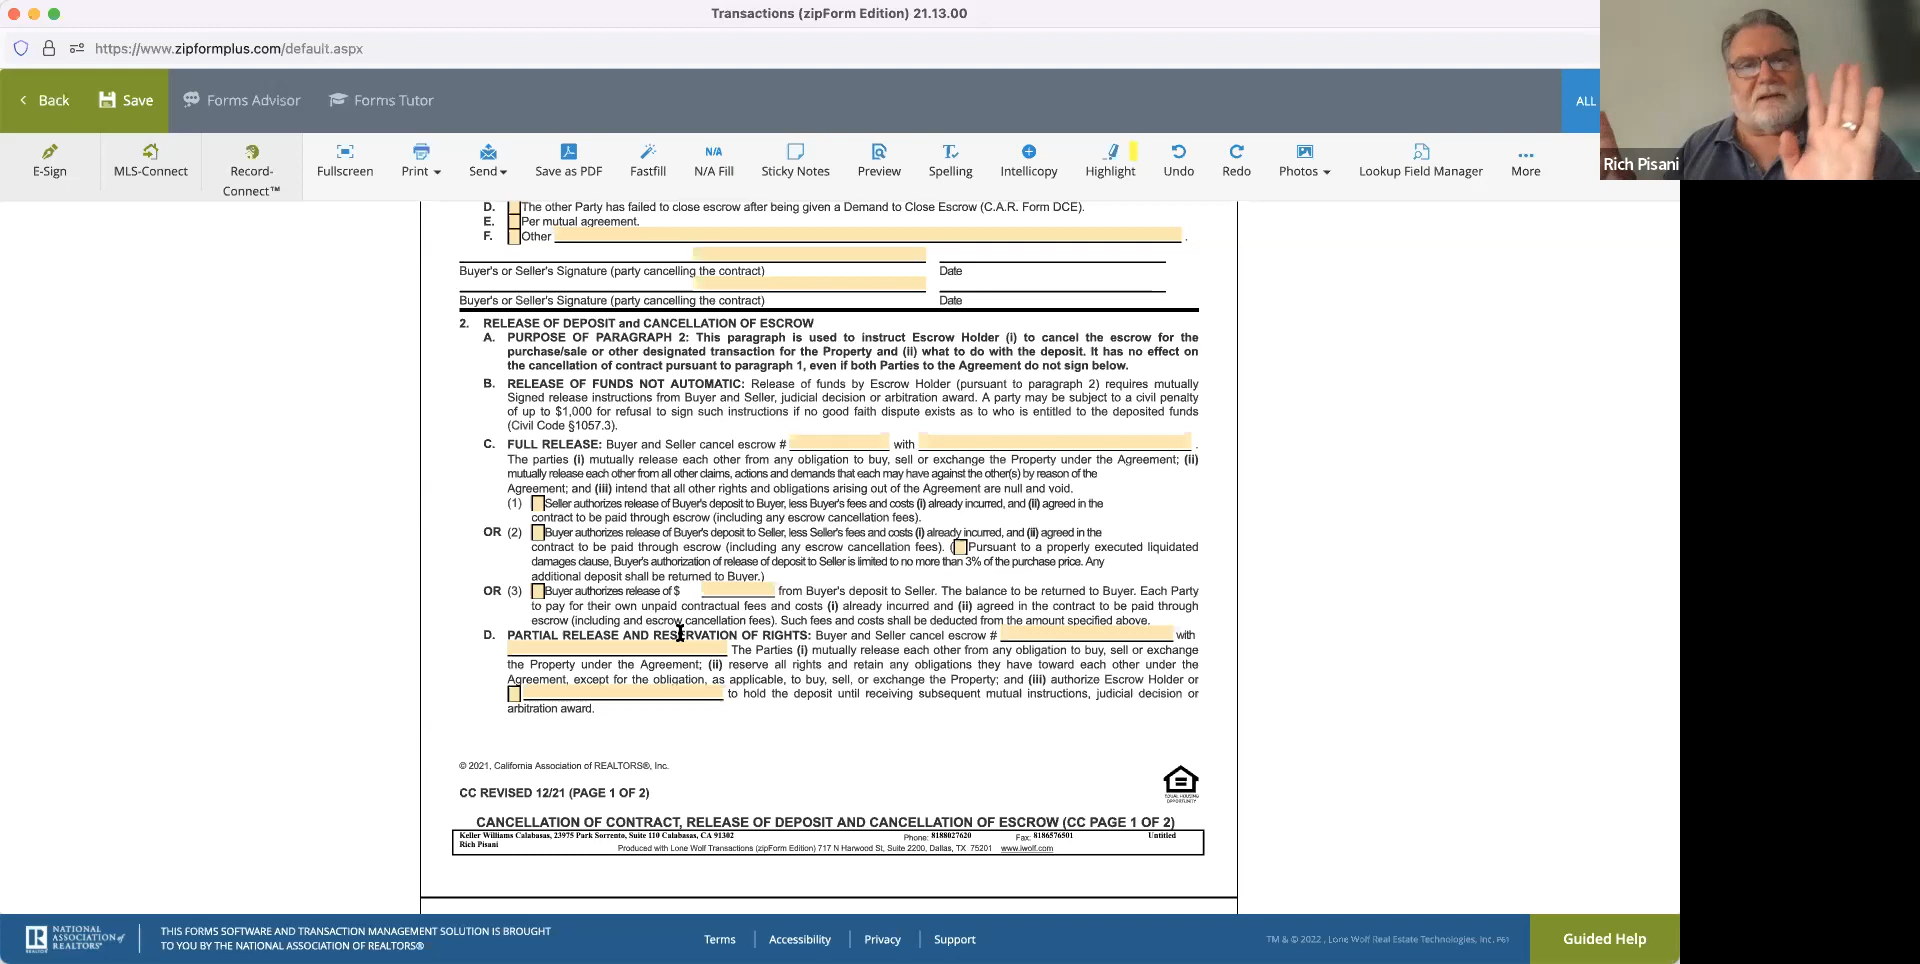 Transactions (zipForm Edition) 21.13.00
https://www.zipformplus.com/default.aspx
Back
Save
Forms Advisor
Forms Tutor
ALL
E-Sign
MLS-Connect
Record-
Connect™
Fullscreen
Print
Send
Save as PDF
Fastfill
N/A
N/A Fill
Sticky Notes
Preview
Spelling
Intellicopy
Highlight
Undo
Redo
Photos
Lookup Field Manager
More
Rich Pisani
D. The other Party has failed to close escrow after being given a Demand to Close Escrow (C.A.R. Form DCE).
E. Per mutual agreement.
F. Other .
Buyer's or Seller's Signature (party cancelling the contract) Date
Buyer's or Seller's Signature (party cancelling the contract) Date
2. RELEASE OF DEPOSIT and CANCELLATION OF ESCROW
A. PURPOSE OF PARAGRAPH 2: This paragraph is used to instruct Escrow Holder (i) to cancel the escrow for the
purchase/sale or other designated transaction for the Property and (ii) what to do with the deposit. It has no effect on
the cancellation of contract pursuant to paragraph 1, even if both Parties to the Agreement do not sign below.
B. RELEASE OF FUNDS NOT AUTOMATIC: Release of funds by Escrow Holder (pursuant to paragraph 2) requires mutually
Signed release instructions from Buyer and Seller, judicial decision or arbitration award. A party may be subject to a civil penalty
of up to $1,000 for refusal to sign such instructions if no good faith dispute exists as to who is entitled to the deposited funds
(Civil Code §1057.3).
C. FULL RELEASE: Buyer and Seller cancel escrow # with .
The parties (i) mutually release each other from any obligation to buy, sell or exchange the Property under the Agreement; (ii)
mutually release each other from all other claims, actions and demands that each may have against the other(s) by reason of the
Agreement; and (iii) intend that all other rights and obligations arising out of the Agreement are null and void.
(1) Seller authorizes release of Buyer's deposit to Buyer, less Buyer's fees and costs (i) already incurred, and (ii) agreed in the
contract to be paid through escrow (including any escrow cancellation fees).
OR (2) Buyer authorizes release of Buyer's deposit to Seller, less Seller's fees and costs (i) already incurred, and (ii) agreed in the
contract to be paid through escrow (including any escrow cancellation fees). ( Pursuant to a properly executed liquidated
damages clause, Buyer's authorization of release of deposit to Seller is limited to no more than 3% of the purchase price. Any
additional deposit shall be returned to Buyer.)
OR (3) Buyer authorizes release of $ from Buyer's deposit to Seller. The balance to be returned to Buyer. Each Party
to pay for their own unpaid contractual fees and costs (i) already incurred and (ii) agreed in the contract to be paid through
escrow (including and escrow cancellation fees). Such fees and costs shall be deducted from the amount specified above.
D. PARTIAL RELEASE AND RESERVATION OF RIGHTS: Buyer and Seller cancel escrow # with
The Parties (i) mutually release each other from any obligation to buy, sell or exchange
the Property under the Agreement; (ii) reserve all rights and retain any obligations they have toward each other under the
Agreement, except for the obligation, as applicable, to buy, sell, or exchange the Property; and (iii) authorize Escrow Holder or
to hold the deposit until receiving subsequent mutual instructions, judicial decision or
arbitration award.
© 2021, California Association of REALTORS®, Inc.
EQUAL HOUSING
OPPORTUNITY
CC REVISED 12/21 (PAGE 1 OF 2)
CANCELLATION OF CONTRACT, RELEASE OF DEPOSIT AND CANCELLATION OF ESCROW (CC PAGE 1 OF 2)
Keller Williams Calabasas, 23975 Park Sorrento, Suite 110 Calabasas, CA 91302 Phone: 8188027620 Fax: 8186576501 Untitled
Rich Pisani
Produced with Lone Wolf Transactions (zipForm Edition) 717 N Harwood St, Suite 2200, Dallas, TX 75201 www.lwolf.com
NATIONAL
ASSOCIATION of
REALTORS®
REALTOR
THIS FORMS SOFTWARE AND TRANSACTION MANAGEMENT SOLUTION IS BROUGHT
TO YOU BY THE NATIONAL ASSOCIATION OF REALTORS®
Terms
Accessibility
Privacy
Support
TM & © 2022 , Lone Wolf Real Estate Technologies, Inc. P61
Guided Help